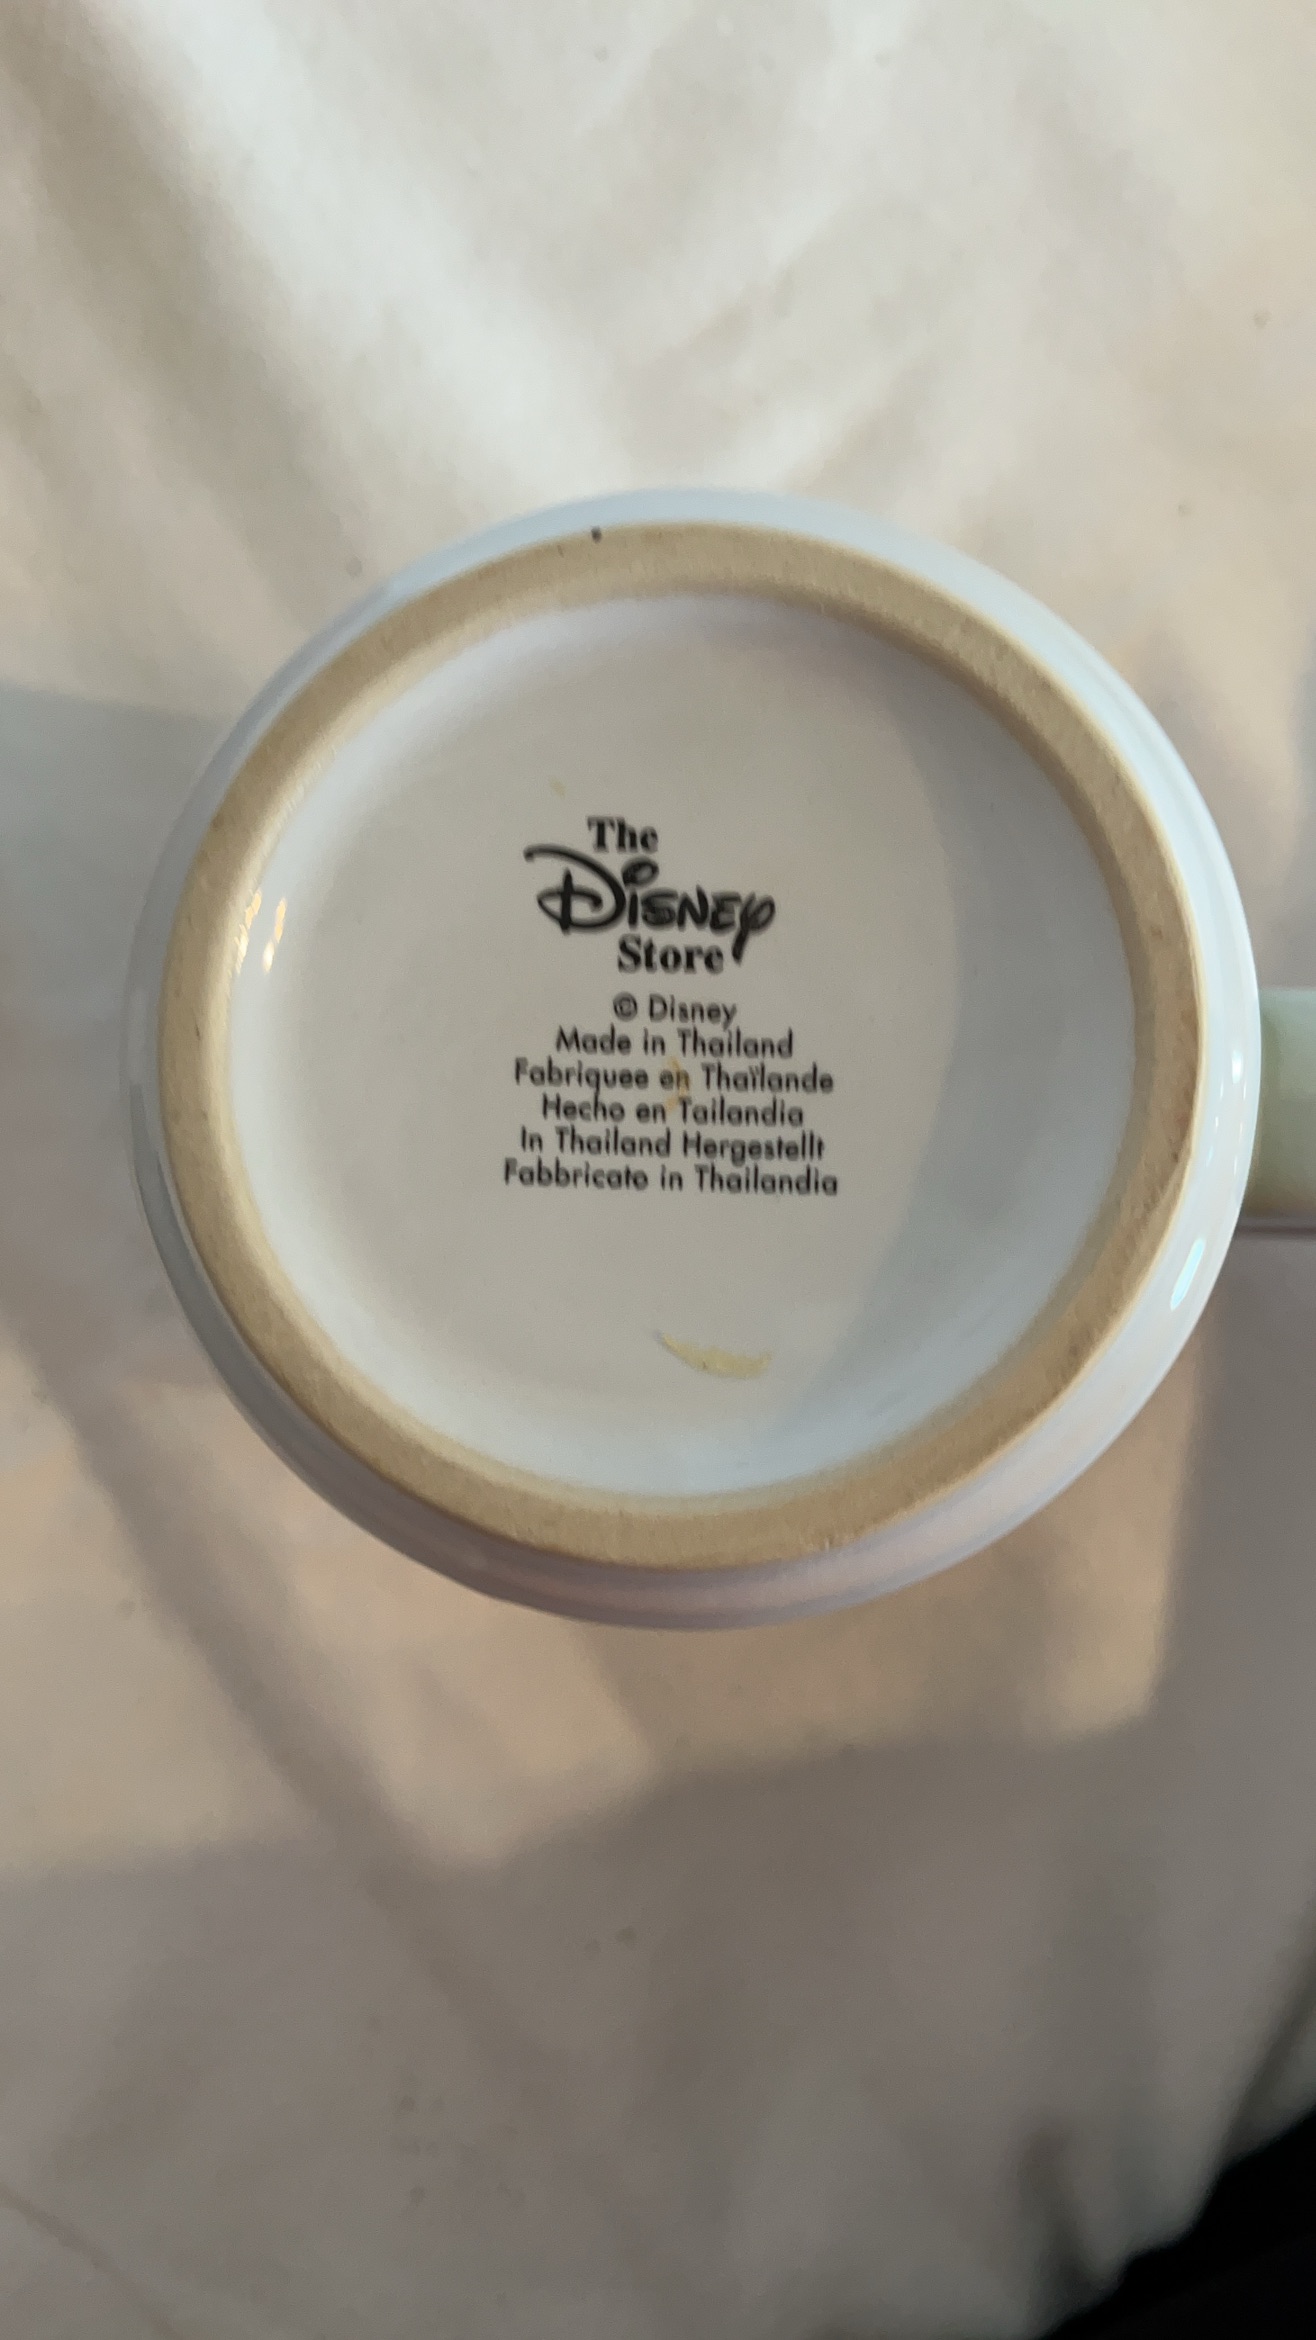 The
Disney
Store
© Disney
Made in Thailand
Fabriquee en Thaïlande
Hecho en Tailandia
In Thailand Hergestellt
Fabbricato in Thailandia